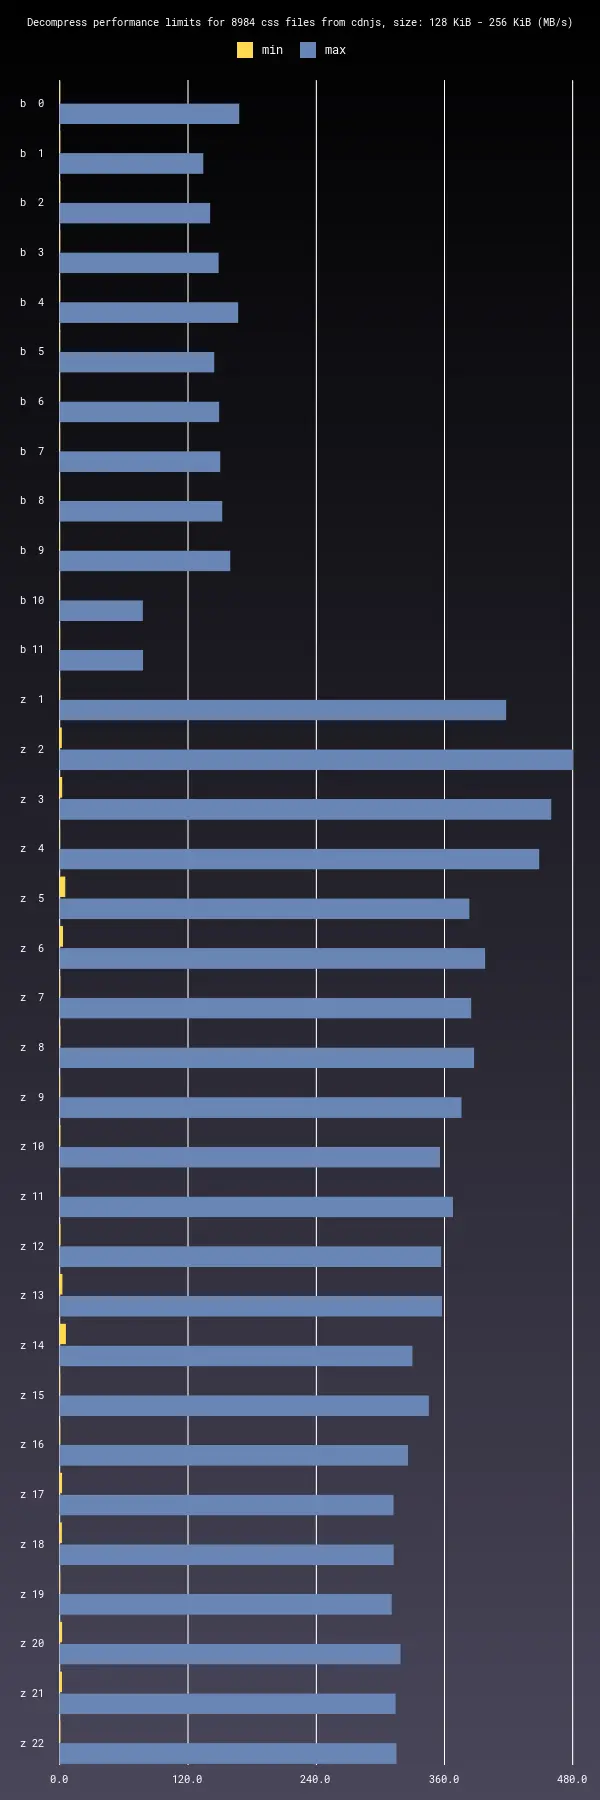 Decompress performance limits for 8984 css files from cdnjs, size: 128 KiB - 256 KiB (MB/s)
min max
b 0
b 1
b 2
b 3
b 4
b 5
b 6
b 7
b 8
b 9
b 10
b 11
z 1
z 2
z 3
z 4
z 5
z 6
z 7
z 8
z 9
z 10
z 11
z 12
z 13
z 14
z 15
z 16
z 17
z 18
z 19
z 20
z 21
z 22
0.0 120.0 240.0 360.0 480.0